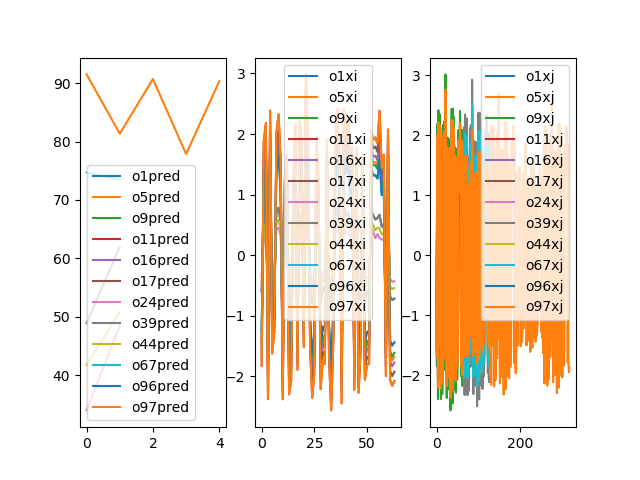 90
80
70
60
50
40
0
2
4
o1pred
o5pred
o9pred
o11pred
o16pred
o17pred
o24pred
o39pred
o44pred
o67pred
o96pred
o97pred
3
2
1
0
−1
−2
0
25
50
o1xi
o5xi
o9xi
o11xi
o16xi
o17xi
o24xi
o39xi
o44xi
o67xi
o96xi
o97xi
3
2
1
0
−1
−2
0
200
o1xj
o5xj
o9xj
o11xj
o16xj
o17xj
o24xj
o39xj
o44xj
o67xj
o96xj
o97xj